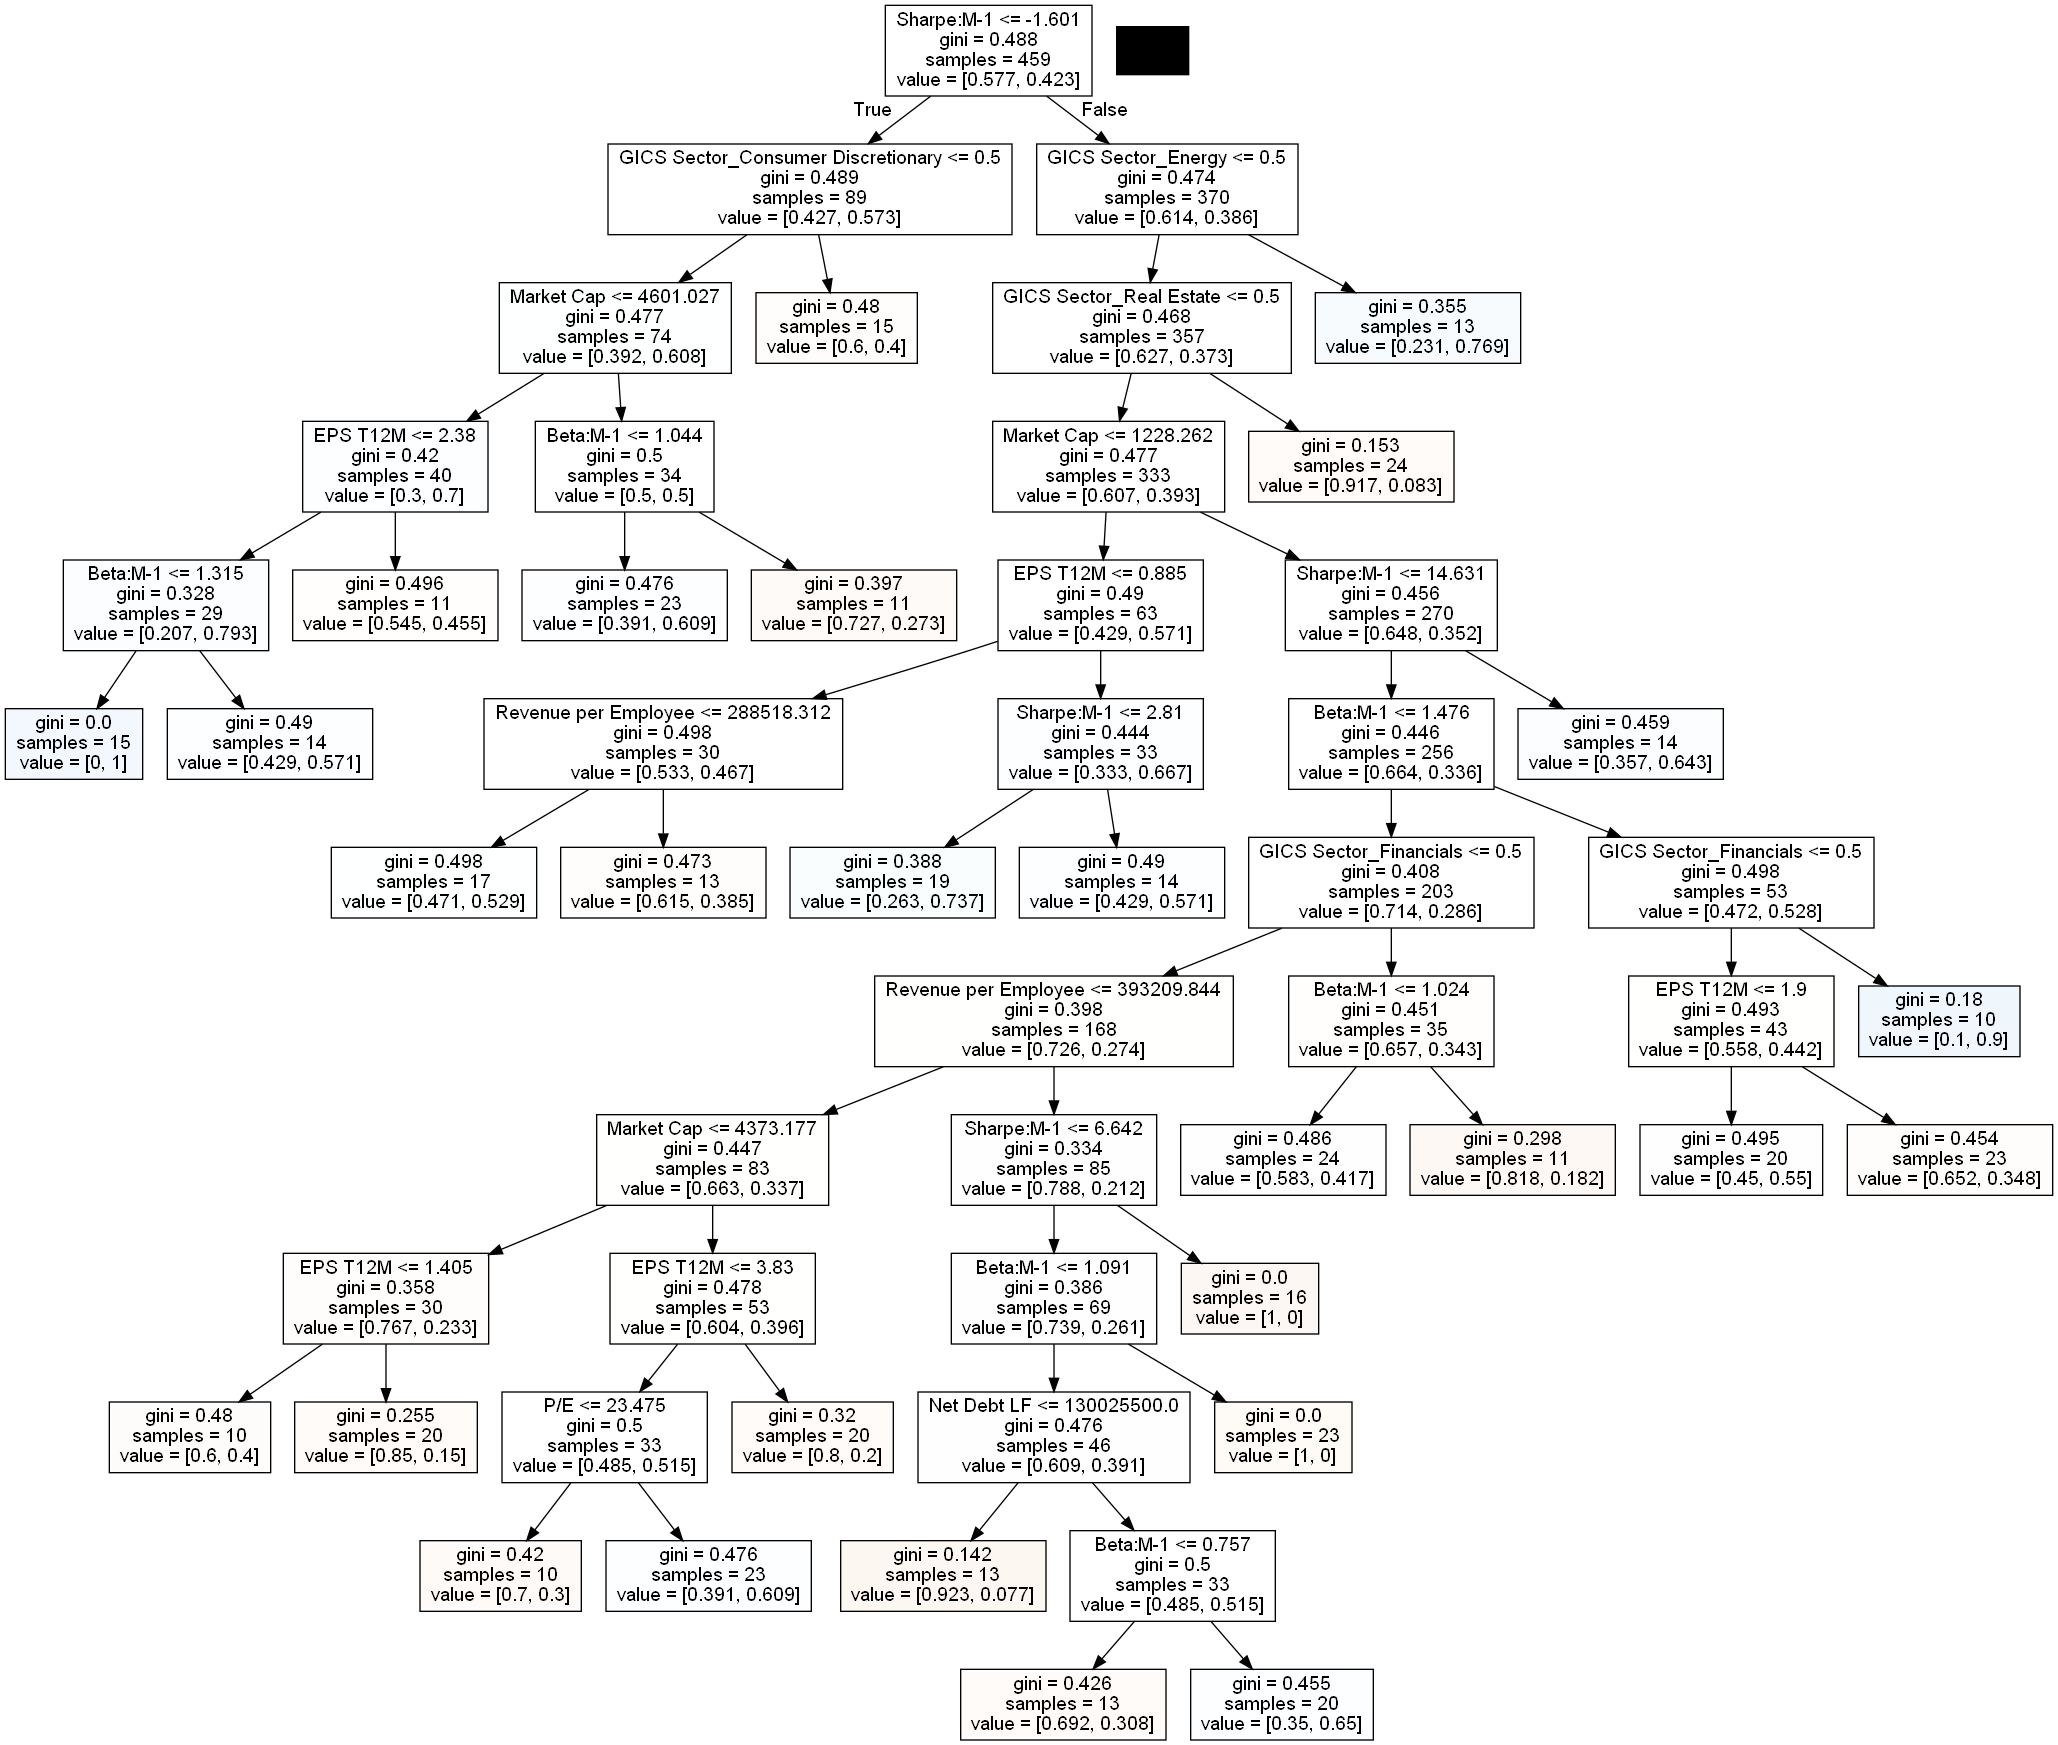 Sharpe:M-1 <= -1.601
gini = 0.488
samples = 459
value = [0.577, 0.423]
True
False
GICS Sector_Consumer Discretionary <= 0.5
gini = 0.489
samples = 89
value = [0.427, 0.573]
GICS Sector_Energy <= 0.5
gini = 0.474
samples = 370
value = [0.614, 0.386]
Market Cap <= 4601.027
gini = 0.477
samples = 74
value = [0.392, 0.608]
gini = 0.48
samples = 15
value = [0.6, 0.4]
GICS Sector_Real Estate <= 0.5
gini = 0.468
samples = 357
value = [0.627, 0.373]
gini = 0.355
samples = 13
value = [0.231, 0.769]
EPS T12M <= 2.38
gini = 0.42
samples = 40
value = [0.3, 0.7]
Beta:M-1 <= 1.044
gini = 0.5
samples = 34
value = [0.5, 0.5]
Market Cap <= 1228.262
gini = 0.477
samples = 333
value = [0.607, 0.393]
gini = 0.153
samples = 24
value = [0.917, 0.083]
Beta:M-1 <= 1.315
gini = 0.328
samples = 29
value = [0.207, 0.793]
gini = 0.496
samples = 11
value = [0.545, 0.455]
gini = 0.476
samples = 23
value = [0.391, 0.609]
gini = 0.397
samples = 11
value = [0.727, 0.273]
EPS T12M <= 0.885
gini = 0.49
samples = 63
value = [0.429, 0.571]
Sharpe:M-1 <= 14.631
gini = 0.456
samples = 270
value = [0.648, 0.352]
gini = 0.0
samples = 15
value = [0, 1]
gini = 0.49
samples = 14
value = [0.429, 0.571]
Revenue per Employee <= 288518.312
gini = 0.498
samples = 30
value = [0.533, 0.467]
Sharpe:M-1 <= 2.81
gini = 0.444
samples = 33
value = [0.333, 0.667]
Beta:M-1 <= 1.476
gini = 0.446
samples = 256
value = [0.664, 0.336]
gini = 0.459
samples = 14
value = [0.357, 0.643]
gini = 0.498
samples = 17
value = [0.471, 0.529]
gini = 0.473
samples = 13
value = [0.615, 0.385]
gini = 0.388
samples = 19
value = [0.263, 0.737]
gini = 0.49
samples = 14
value = [0.429, 0.571]
GICS Sector_Financials <= 0.5
gini = 0.408
samples = 203
value = [0.714, 0.286]
GICS Sector_Financials <= 0.5
gini = 0.498
samples = 53
value = [0.472, 0.528]
Revenue per Employee <= 393209.844
gini = 0.398
samples = 168
value = [0.726, 0.274]
Beta:M-1 <= 1.024
gini = 0.451
samples = 35
value = [0.657, 0.343]
EPS T12M <= 1.9
gini = 0.493
samples = 43
value = [0.558, 0.442]
gini = 0.18
samples = 10
value = [0.1, 0.9]
Market Cap <= 4373.177
gini = 0.447
samples = 83
value = [0.663, 0.337]
Sharpe:M-1 <= 6.642
gini = 0.334
samples = 85
value = [0.788, 0.212]
gini = 0.486
samples = 24
value = [0.583, 0.417]
gini = 0.298
samples = 11
value = [0.818, 0.182]
gini = 0.495
samples = 20
value = [0.45, 0.55]
gini = 0.454
samples = 23
value = [0.652, 0.348]
EPS T12M <= 1.405
gini = 0.358
samples = 30
value = [0.767, 0.233]
EPS T12M <= 3.83
gini = 0.478
samples = 53
value = [0.604, 0.396]
Beta:M-1 <= 1.091
gini = 0.386
samples = 69
value = [0.739, 0.261]
gini = 0.0
samples = 16
value = [1, 0]
gini = 0.48
samples = 10
value = [0.6, 0.4]
gini = 0.255
samples = 20
value = [0.85, 0.15]
P/E <= 23.475
gini = 0.5
samples = 33
value = [0.485, 0.515]
gini = 0.32
samples = 20
value = [0.8, 0.2]
Net Debt LF <= 130025500.0
gini = 0.476
samples = 46
value = [0.609, 0.391]
gini = 0.0
samples = 23
value = [1, 0]
gini = 0.42
samples = 10
value = [0.7, 0.3]
gini = 0.476
samples = 23
value = [0.391, 0.609]
gini = 0.142
samples = 13
value = [0.923, 0.077]
Beta:M-1 <= 0.757
gini = 0.5
samples = 33
value = [0.485, 0.515]
gini = 0.426
samples = 13
value = [0.692, 0.308]
gini = 0.455
samples = 20
value = [0.35, 0.65]